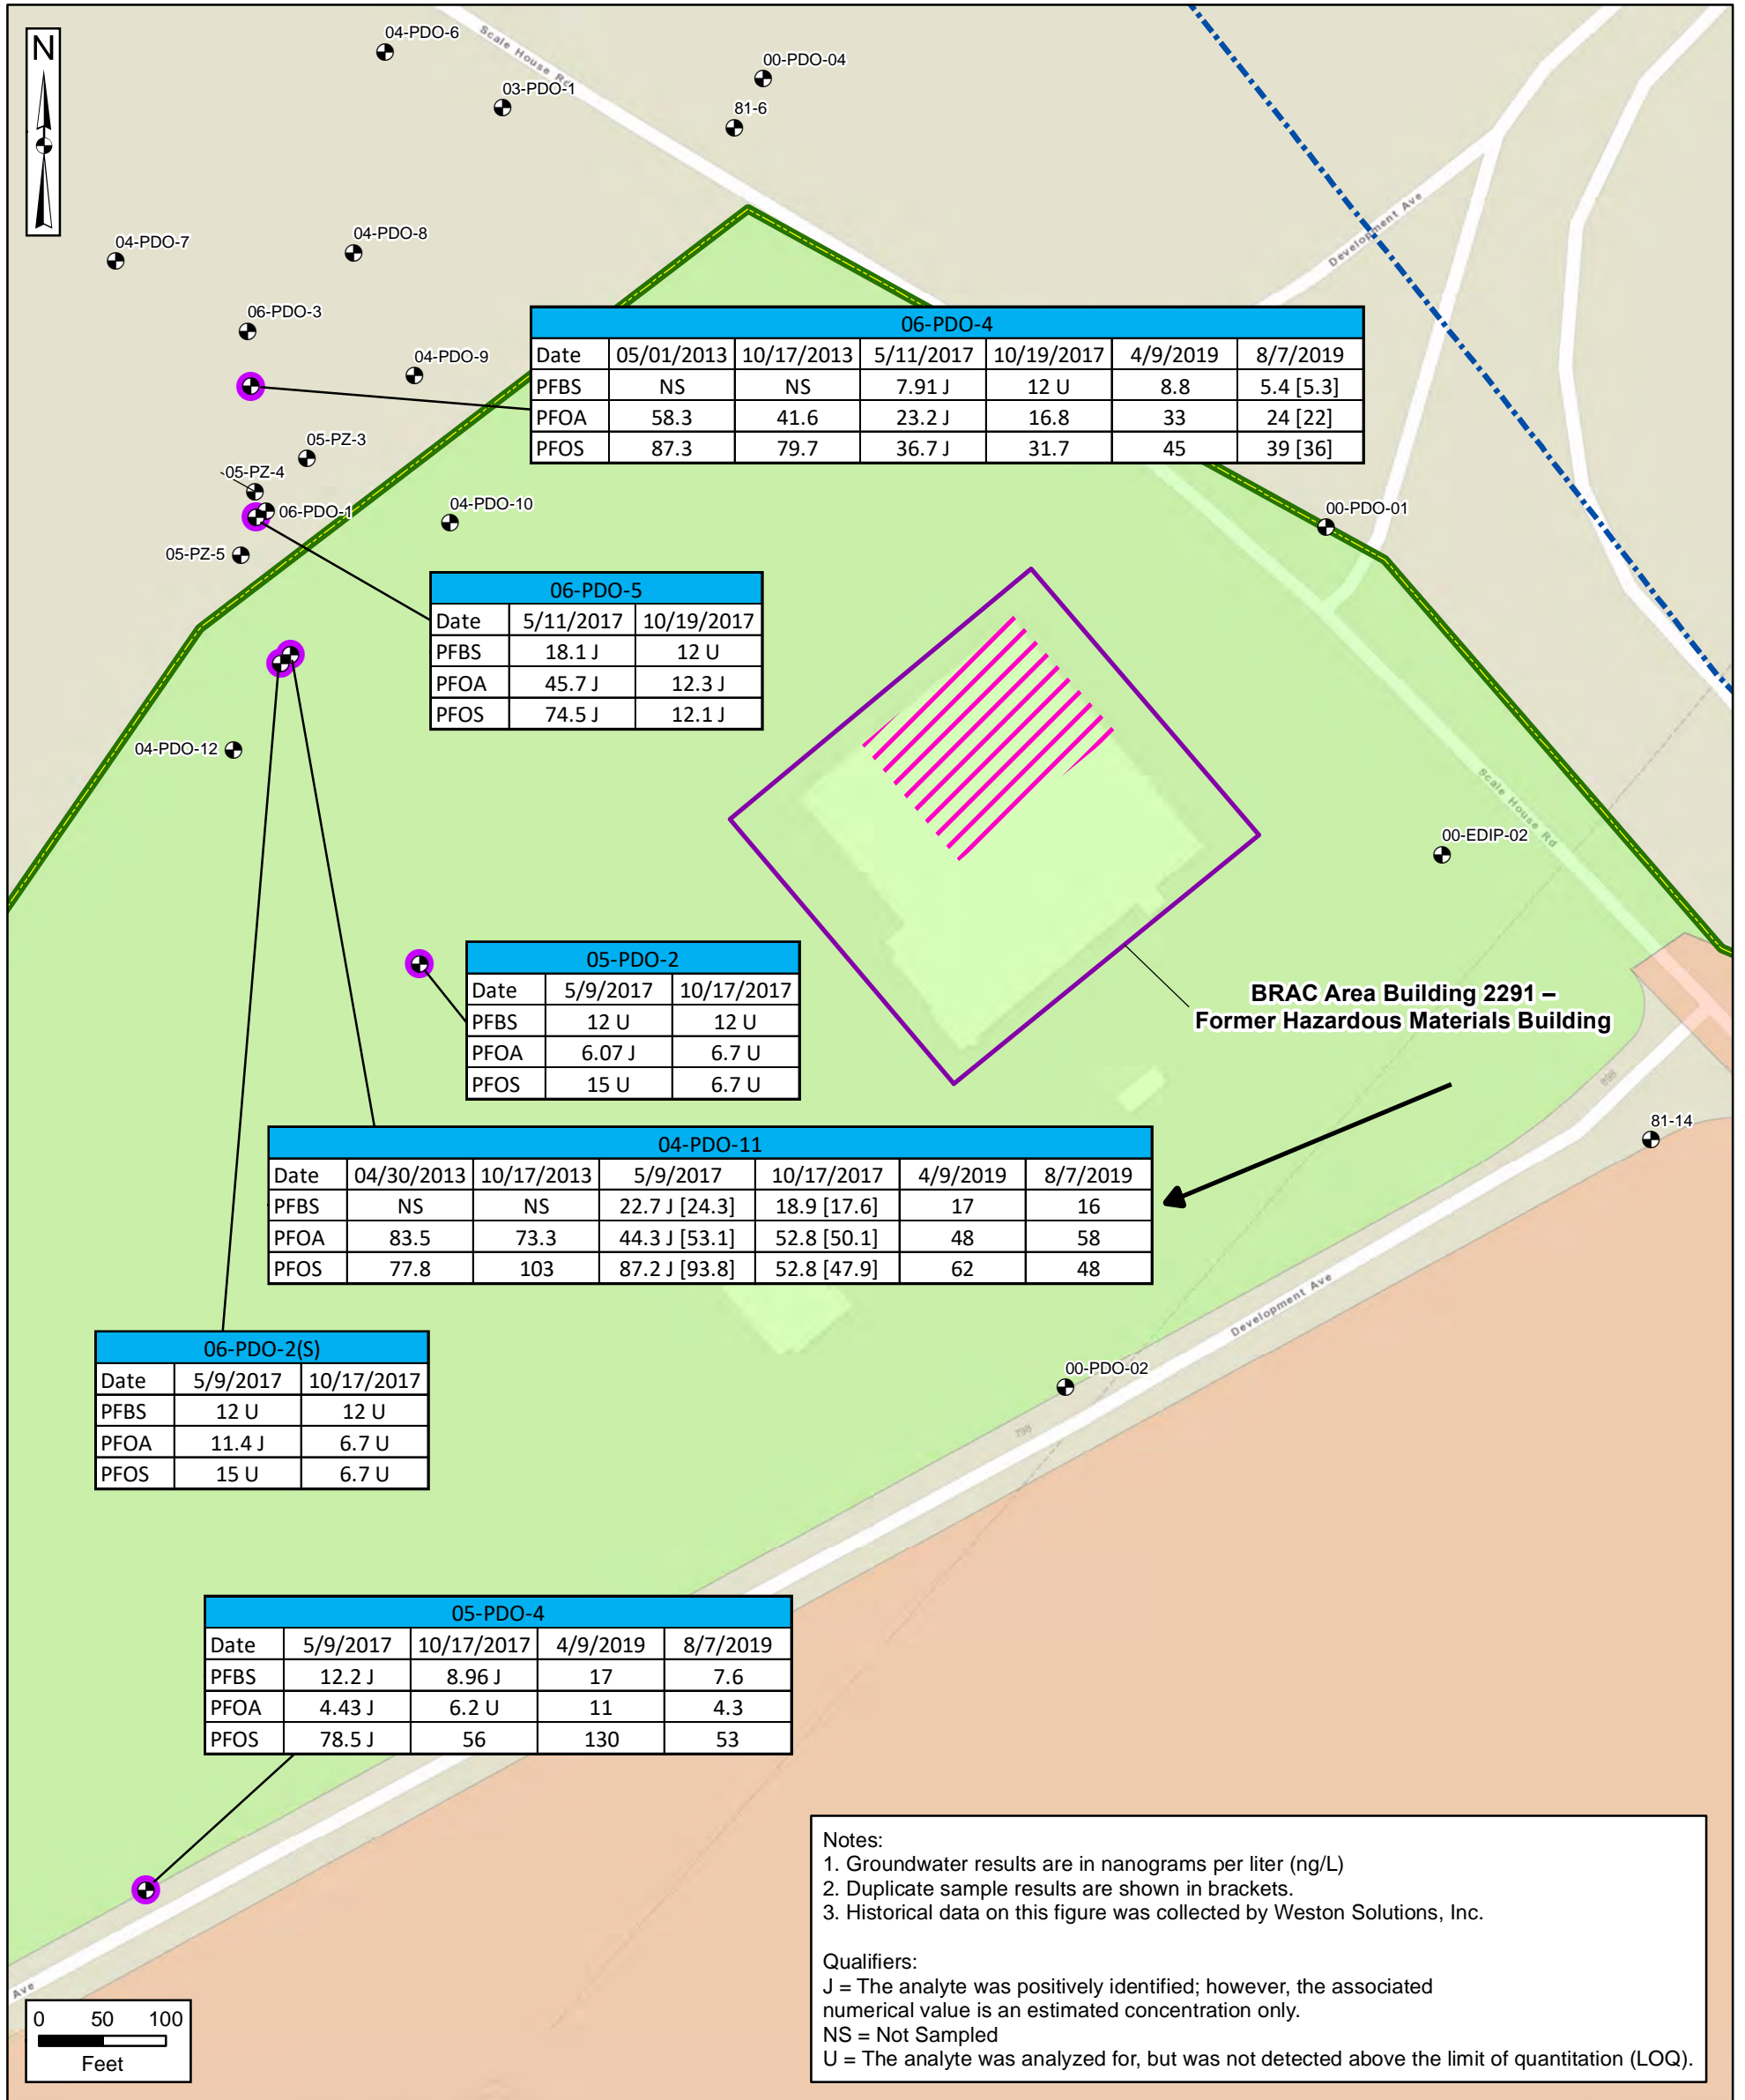 N
04-PDO-6
Scale House Rd
00-PDO-04
03-PDO-1
81-6
Development Ave
04-PDO-7
04-PDO-8
06-PDO-3
04-PDO-9
06-PDO-4
Date 05/01/2013 10/17/2013 5/11/2017 10/19/2017 4/9/2019 8/7/2019
PFBS NS NS 7.91 J 12 U 8.8 5.4 [5.3]
PFOA 58.3 41.6 23.2 J 16.8 33 24 [22]
PFOS 87.3 79.7 36.7 J 31.7 45 39 [36]
05-PZ-3
05-PZ-4
06-PDO-1
04-PDO-10
00-PDO-01
05-PZ-5
06-PDO-5
Date 5/11/2017 10/19/2017
PFBS 18.1 J 12 U
PFOA 45.7 J 12.3 J
PFOS 74.5 J 12.1 J
04-PDO-12
Scale House Rd
00-EDIP-02
05-PDO-2
Date 5/9/2017 10/17/2017
PFBS 12 U 12 U
PFOA 6.07 J 6.7 U
PFOS 15 U 6.7 U
BRAC Area Building 2291 –
Former Hazardous Materials Building
898
81-14
04-PDO-11
Date 04/30/2013 10/17/2013 5/9/2017 10/17/2017 4/9/2019 8/7/2019
PFBS NS NS 22.7 J [24.3] 18.9 [17.6] 17 16
PFOA 83.5 73.3 44.3 J [53.1] 52.8 [50.1] 48 58
PFOS 77.8 103 87.2 J [93.8] 52.8 [47.9] 62 48
Development Ave
06-PDO-2(S)
Date 5/9/2017 10/17/2017
PFBS 12 U 12 U
PFOA 11.4 J 6.7 U
PFOS 15 U 6.7 U
00-PDO-02
798
05-PDO-4
Date 5/9/2017 10/17/2017 4/9/2019 8/7/2019
PFBS 12.2 J 8.96 J 17 7.6
PFOA 4.43 J 6.2 U 11 4.3
PFOS 78.5 J 56 130 53
Ave
0 50 100
Feet
Notes:
1. Groundwater results are in nanograms per liter (ng/L)
2. Duplicate sample results are shown in brackets.
3. Historical data on this figure was collected by Weston Solutions, Inc.
Qualifiers:
J = The analyte was positively identified; however, the associated
numerical value is an estimated concentration only.
NS = Not Sampled
U = The analyte was analyzed for, but was not detected above the limit of quantitation (LOQ).